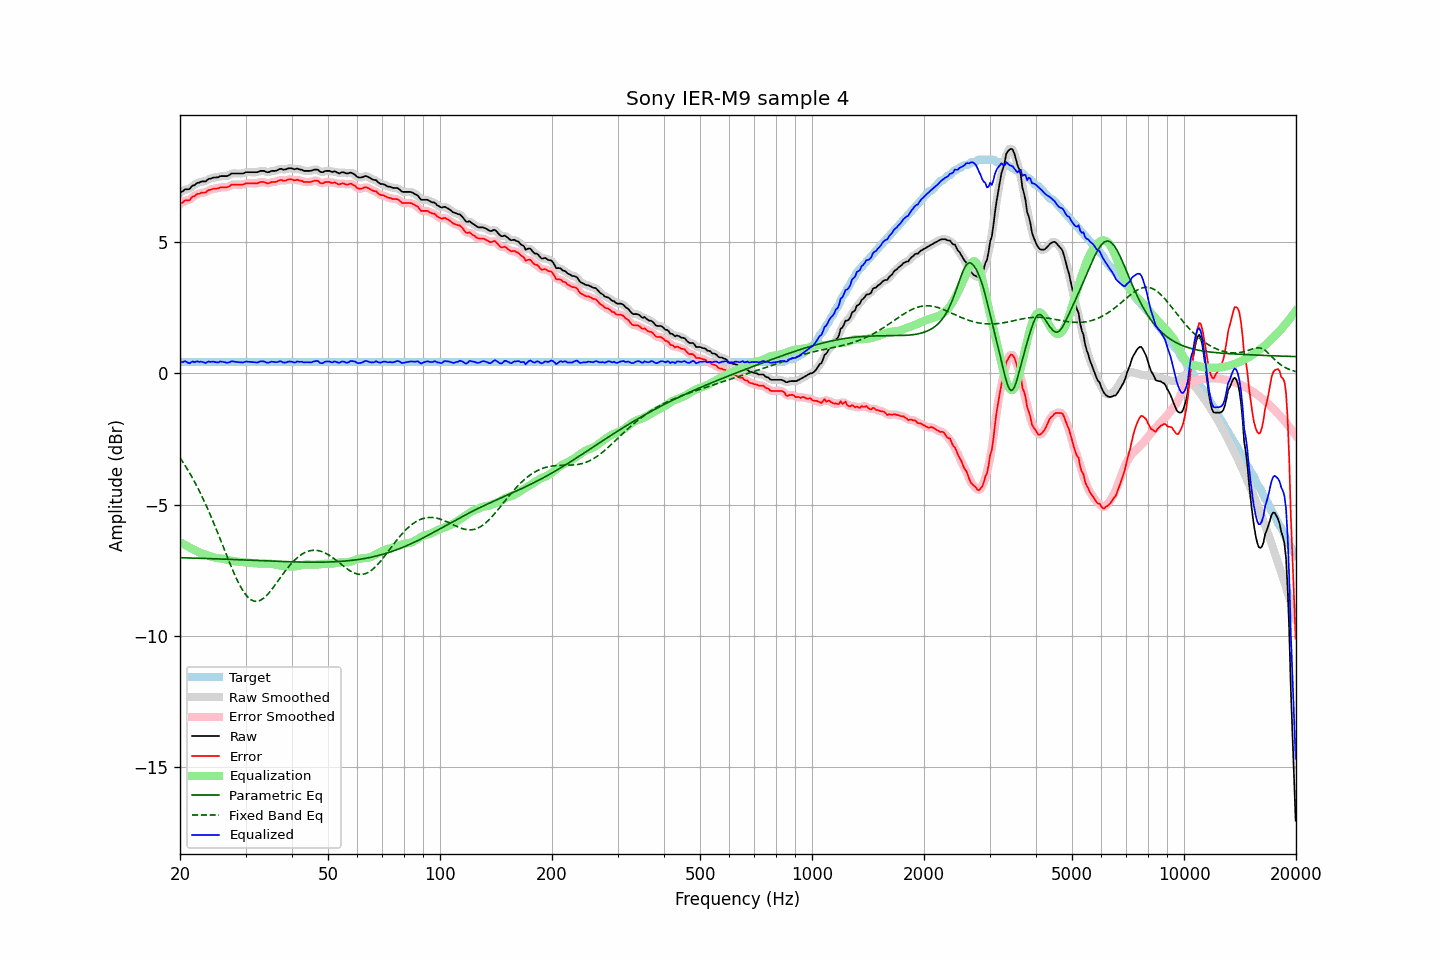 Sony IER-M9 sample 4
Amplitude (dBr)
5
0
−5
−10
−15
Target
Raw Smoothed
Error Smoothed
Raw
Error
Equalization
Parametric Eq
Fixed Band Eq
Equalized
20 50 100 200 500 1000 2000 5000 10000 20000
Frequency (Hz)